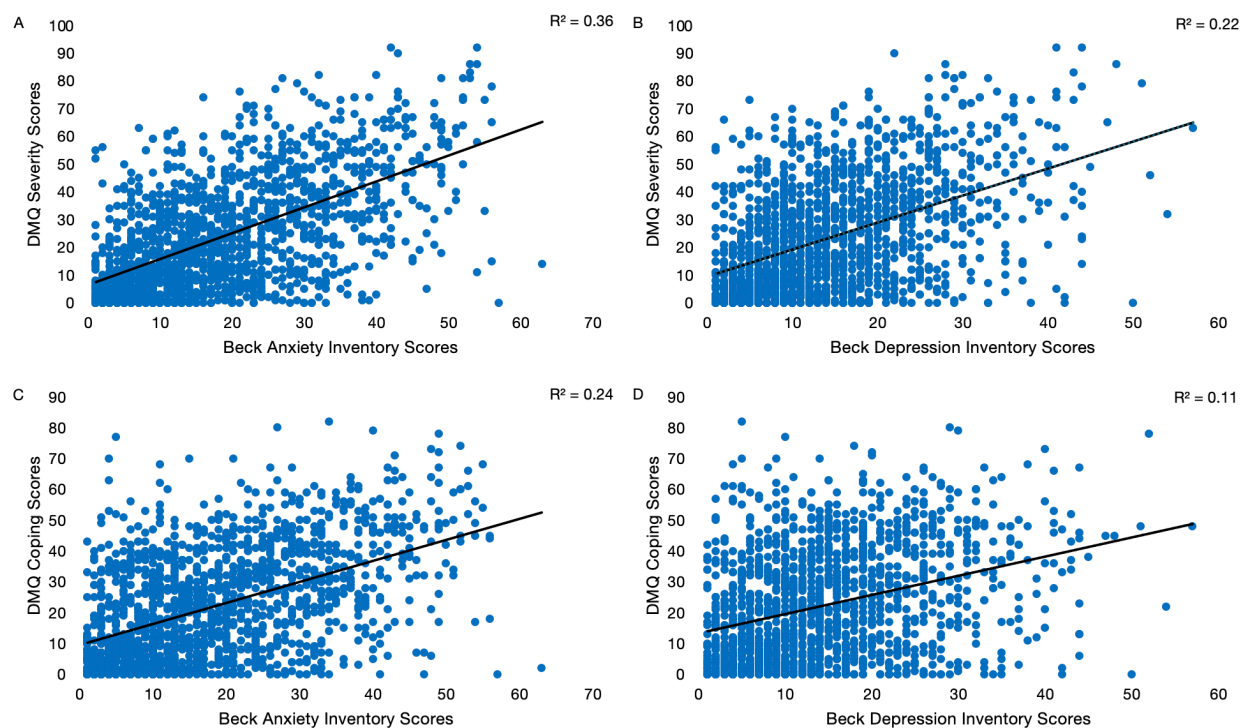 A
R² = 0.36
DMQ Severity Scores
100
90
80
70
60
50
40
30
20
10
0
0 10 20 30 40 50 60 70
Beck Anxiety Inventory Scores
B
R² = 0.22
DMQ Severity Scores
100
90
80
70
60
50
40
30
20
10
0
0 10 20 30 40 50 60
Beck Depression Inventory Scores
C
R² = 0.24
DMQ Coping Scores
90
80
70
60
50
40
30
20
10
0
0 10 20 30 40 50 60 70
Beck Anxiety Inventory Scores
D
R² = 0.11
DMQ Coping Scores
90
80
70
60
50
40
30
20
10
0
0 10 20 30 40 50 60
Beck Depression Inventory Scores